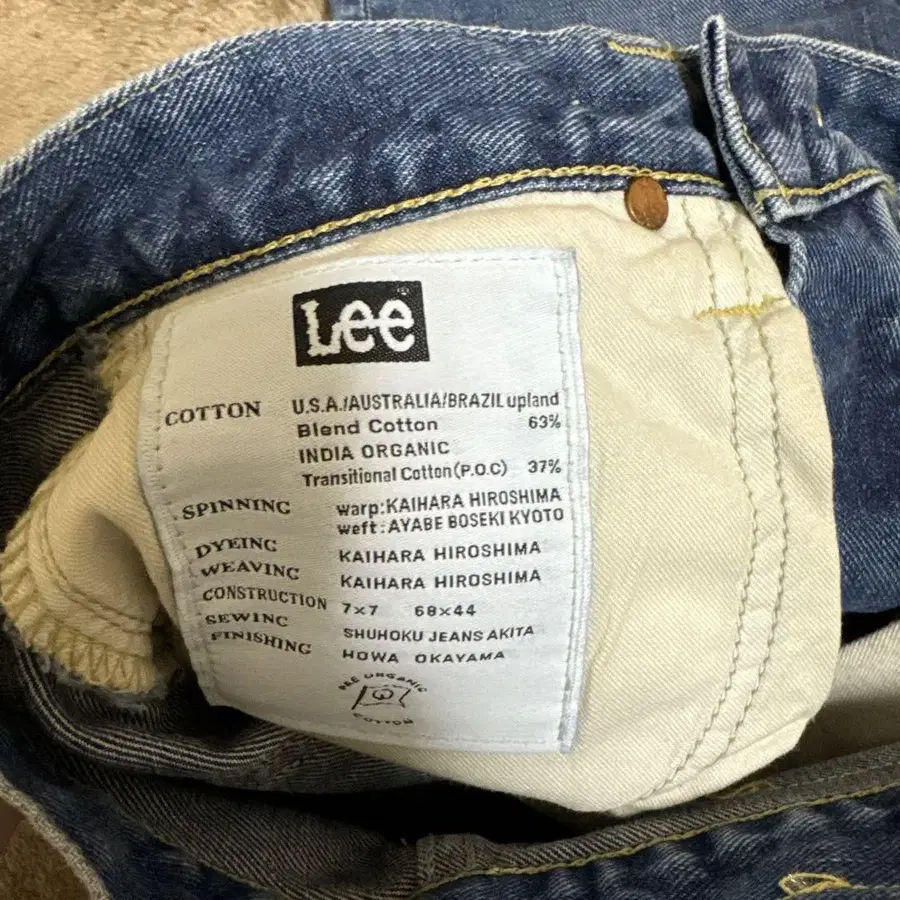 Lee
COTTON U.S.A./AUSTRALIA/BRAZIL upland
Blend Cotton 63%
INDIA ORGANIC
Transitional Cotton(P.O.C) 37%
SPINNING warp:KAIHARA HIROSHIMA
weft:AYABE BOSEKI KYOTO
DYEING KAIHARA HIROSHIMA
WEAVING KAIHARA HIROSHIMA
CONSTRUCTION 7×7 68×44
SEWING SHUHOKU JEANS AKITA
FINISHING HOWA OKAYAMA
ORGANIC
COTTON